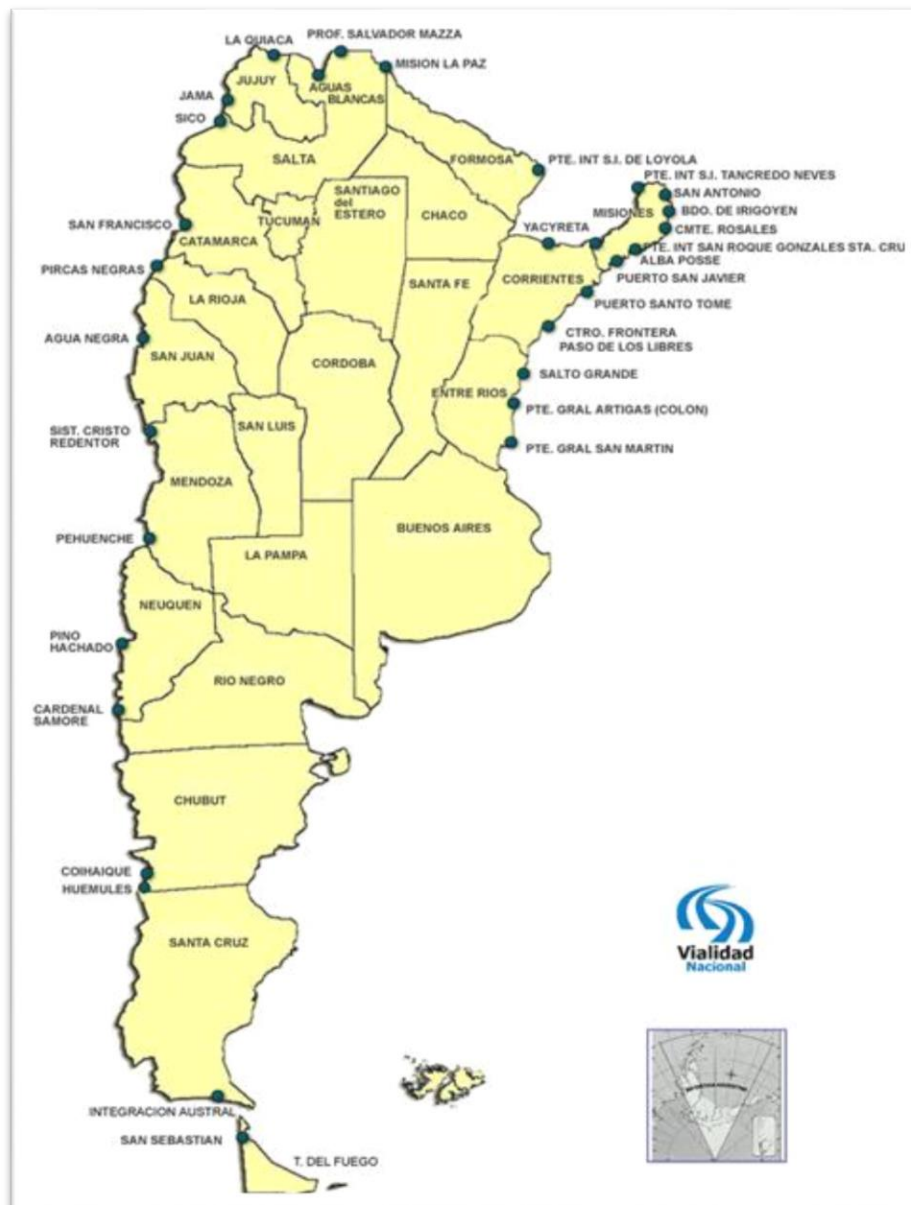 PROF. SALVADOR MAZZA
LA QUIACA
MISION LA PAZ
JUJUY
AGUAS
BLANCAS
JAMA
SICO
SALTA
FORMOSA
PTE. INT S.I. DE LOYOLA
PTE. INT S.I. TANCREDO NEVES
SANTIAGO
del
ESTERO
SAN ANTONIO
CHACO
MISIONES
BDO. DE IRIGOYEN
SAN FRANCISCO
TUCUMAN
YACYRETA
CMTE. ROSALES
CATAMARCA
PTE. INT SAN ROQUE GONZALES STA. CRU
ALBA POSSE
PIRCAS NEGRAS
CORRIENTES
PUERTO SAN JAVIER
SANTA FE
LA RIOJA
PUERTO SANTO TOME
AGUA NEGRA
CTRO. FRONTERA
PASO DE LOS LIBRES
SAN JUAN
CORDOBA
SALTO GRANDE
ENTRE RIOS
PTE. GRAL ARTIGAS (COLON)
SAN LUIS
SIST. CRISTO
REDENTOR
PTE. GRAL SAN MARTIN
MENDOZA
BUENOS AIRES
PEHUENCHE
LA PAMPA
NEUQUEN
PINO
HACHADO
RIO NEGRO
CARDENAL
SAMORE
CHUBUT
COIHAIQUE
HUEMULES
SANTA CRUZ
Vialidad
Nacional
INTEGRACION AUSTRAL
SAN SEBASTIAN
T. DEL FUEGO